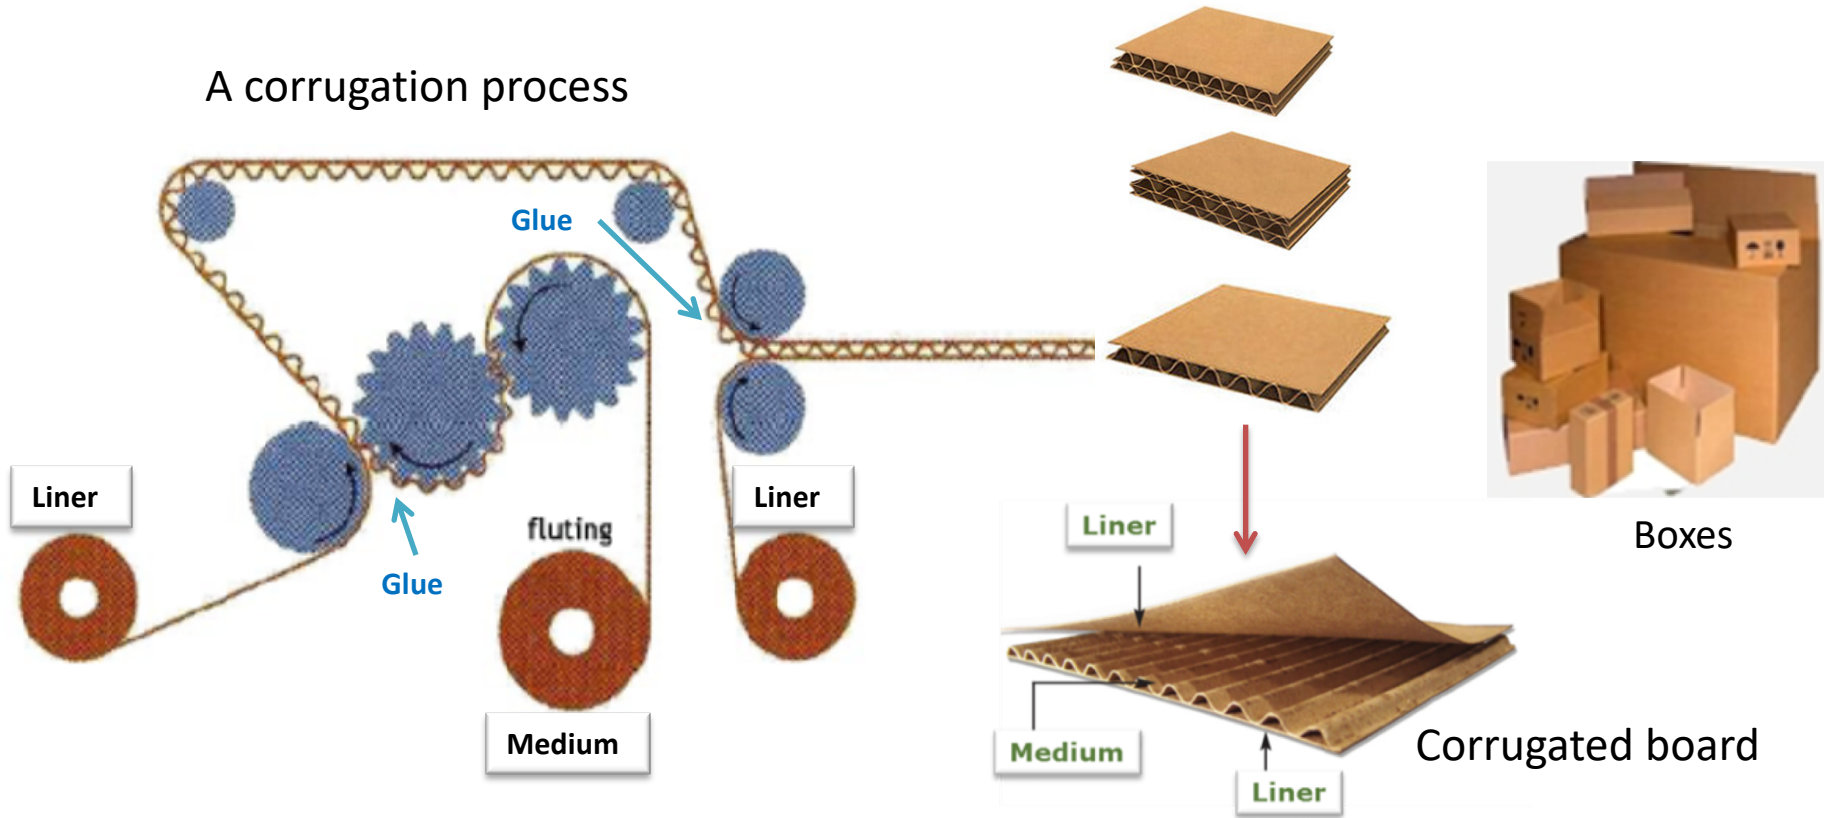 A corrugation process
Glue
Liner
Liner
fluting
Glue
Medium
Liner
Medium
Liner
Corrugated board
Boxes